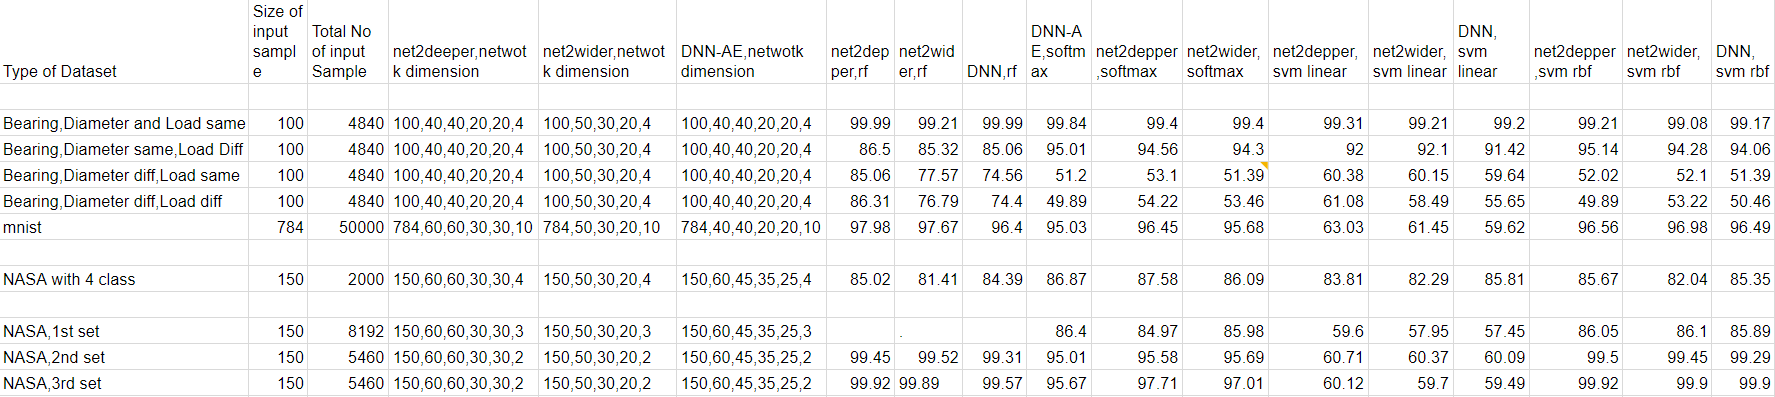 Type of Dataset | Size of input sample | Total No of input Sample | net2deeper,netwotk dimension | net2wider,netwotk dimension | DNN-AE,netwotk dimension | net2depper,rf | net2wider,rf | DNN,rf | DNN-AE,softmax | net2depper,softmax | net2wider,softmax | net2depper,svm linear | net2wider,svm linear | DNN,svm linear | net2depper,svm rbf | net2wider,svm rbf | DNN,svm rbf
Bearing,Diameter and Load same | 100 | 4840 | 100,40,40,20,20,4 | 100,50,30,20,4 | 100,40,40,20,20,4 | 99.99 | 99.21 | 99.99 | 99.84 | 99.4 | 99.4 | 99.31 | 99.21 | 99.2 | 99.21 | 99.08 | 99.17
Bearing,Diameter same,Load Diff | 100 | 4840 | 100,40,40,20,20,4 | 100,50,30,20,4 | 100,40,40,20,20,4 | 86.5 | 85.32 | 85.06 | 95.01 | 94.56 | 94.3 | 92 | 92.1 | 91.42 | 95.14 | 94.28 | 94.06
Bearing,Diameter diff,Load same | 100 | 4840 | 100,40,40,20,20,4 | 100,50,30,20,4 | 100,40,40,20,20,4 | 85.06 | 77.57 | 74.56 | 51.2 | 53.1 | 51.39 | 60.38 | 60.15 | 59.64 | 52.02 | 52.1 | 51.39
Bearing,Diameter diff,Load diff | 100 | 4840 | 100,40,40,20,20,4 | 100,50,30,20,4 | 100,40,40,20,20,4 | 86.31 | 76.79 | 74.4 | 49.89 | 54.22 | 53.46 | 61.08 | 58.49 | 55.65 | 49.89 | 53.22 | 50.46
mnist | 784 | 50000 | 784,60,60,30,30,10 | 784,50,30,20,10 | 784,40,40,20,20,10 | 97.98 | 97.67 | 96.4 | 95.03 | 96.45 | 95.68 | 63.03 | 61.45 | 59.62 | 96.56 | 96.98 | 96.49
NASA with 4 class | 150 | 2000 | 150,60,60,30,30,4 | 150,50,30,20,4 | 150,60,45,35,25,4 | 85.02 | 81.41 | 84.39 | 86.87 | 87.58 | 86.09 | 83.81 | 82.29 | 85.81 | 85.67 | 82.04 | 85.35
NASA,1st set | 150 | 8192 | 150,60,60,30,30,3 | 150,50,30,20,3 | 150,60,45,35,25,3 | | . | | 86.4 | 84.97 | 85.98 | 59.6 | 57.95 | 57.45 | 86.05 | 86.1 | 85.89
NASA,2nd set | 150 | 5460 | 150,60,60,30,30,2 | 150,50,30,20,2 | 150,60,45,35,25,2 | 99.45 | 99.52 | 99.31 | 95.01 | 95.58 | 95.69 | 60.71 | 60.37 | 60.09 | 99.5 | 99.45 | 99.29
NASA,3rd set | 150 | 5460 | 150,60,60,30,30,2 | 150,50,30,20,2 | 150,60,45,35,25,2 | 99.92 | 99.89 | 99.57 | 95.67 | 97.71 | 97.01 | 60.12 | 59.7 | 59.49 | 99.92 | 99.9 | 99.9